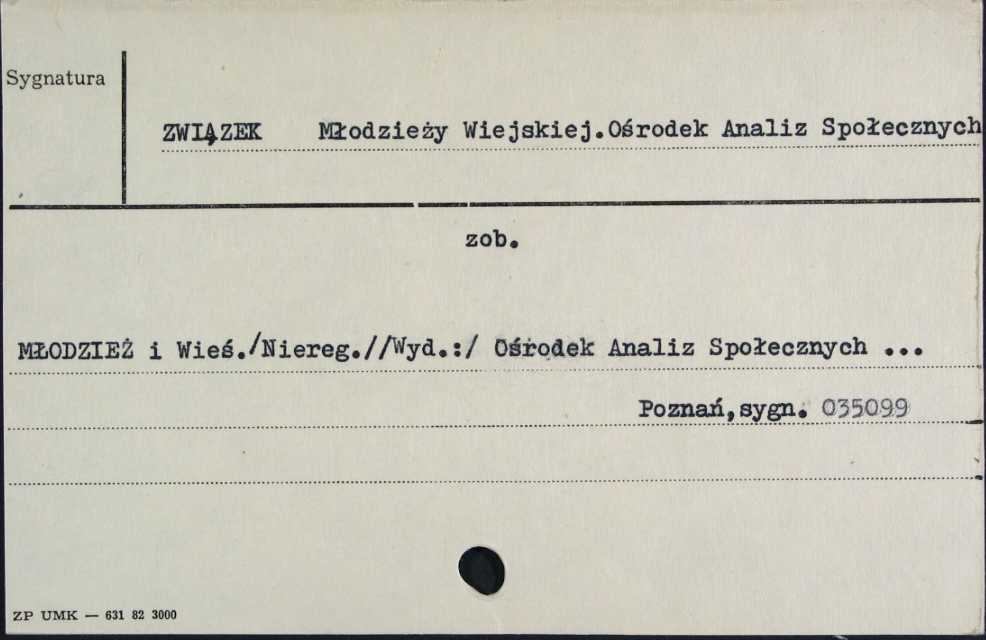 Sygnatura
ZWIĄZEK Młodzieży Wiejskiej.Ośrodek Analiz Społecznych
zob.
MŁODZIEŻ i Wieś./Niereg.//Wyd.:/ Ośrodek Analiz Społecznych ...
Poznań,sygn. 035099
ZP UMK — 631 82 3000